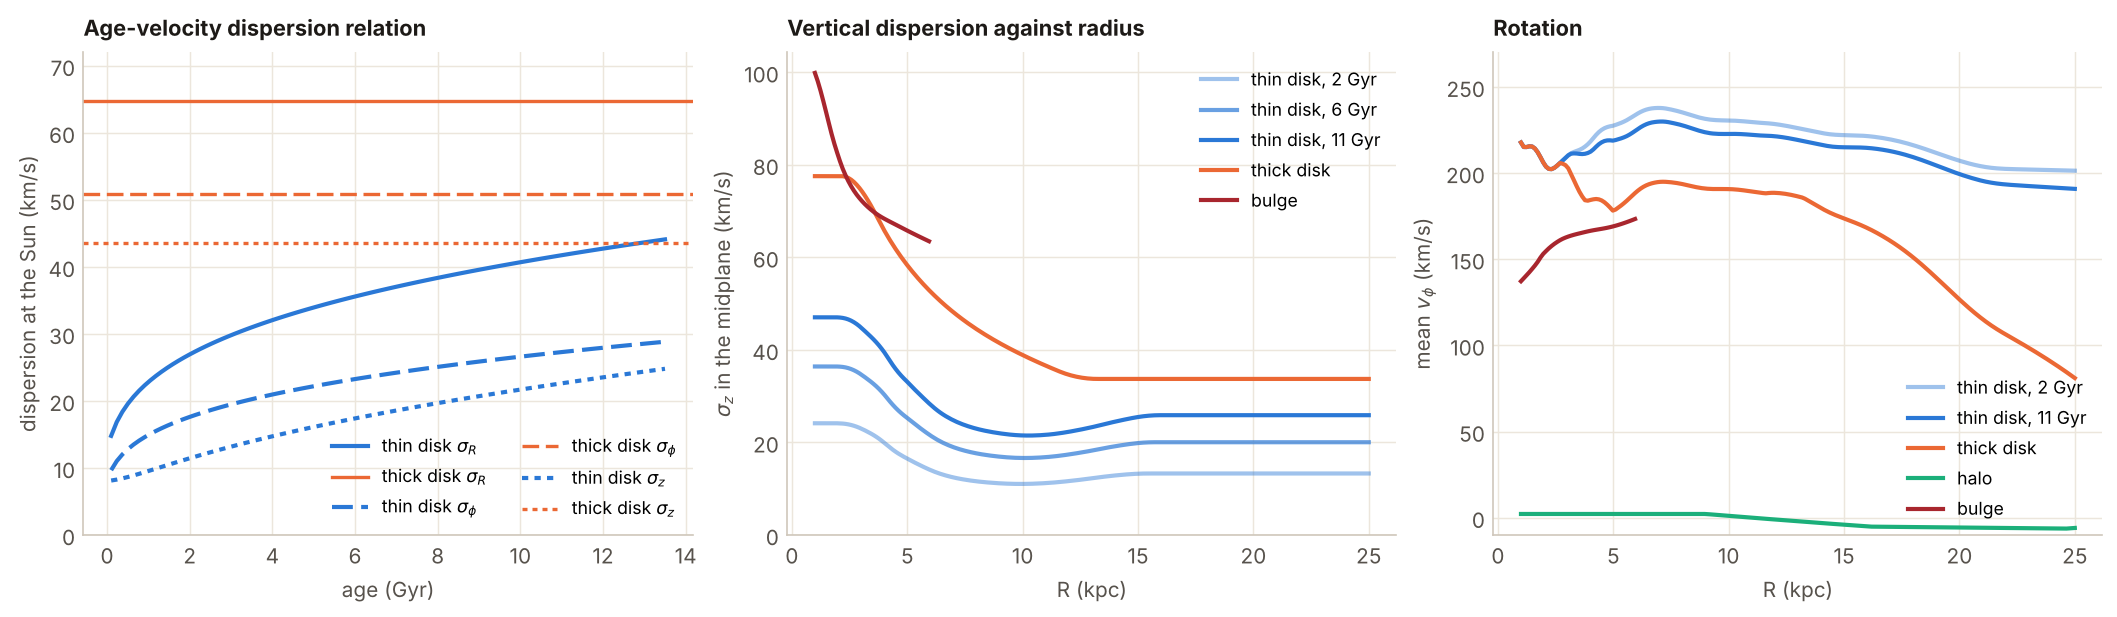 Age-velocity dispersion relation
dispersion at the Sun (km/s)
70
60
50
40
30
20
10
0
0 2 4 6 8 10 12 14
age (Gyr)
thin disk σR
thick disk σR
thin disk σϕ
thick disk σϕ
thin disk σz
thick disk σz
Vertical dispersion against radius
σz in the midplane (km/s)
100
80
60
40
20
0
0 5 10 15 20 25
R (kpc)
thin disk, 2 Gyr
thin disk, 6 Gyr
thin disk, 11 Gyr
thick disk
bulge
Rotation
mean vϕ (km/s)
250
200
150
100
50
0
0 5 10 15 20 25
R (kpc)
thin disk, 2 Gyr
thin disk, 11 Gyr
thick disk
halo
bulge